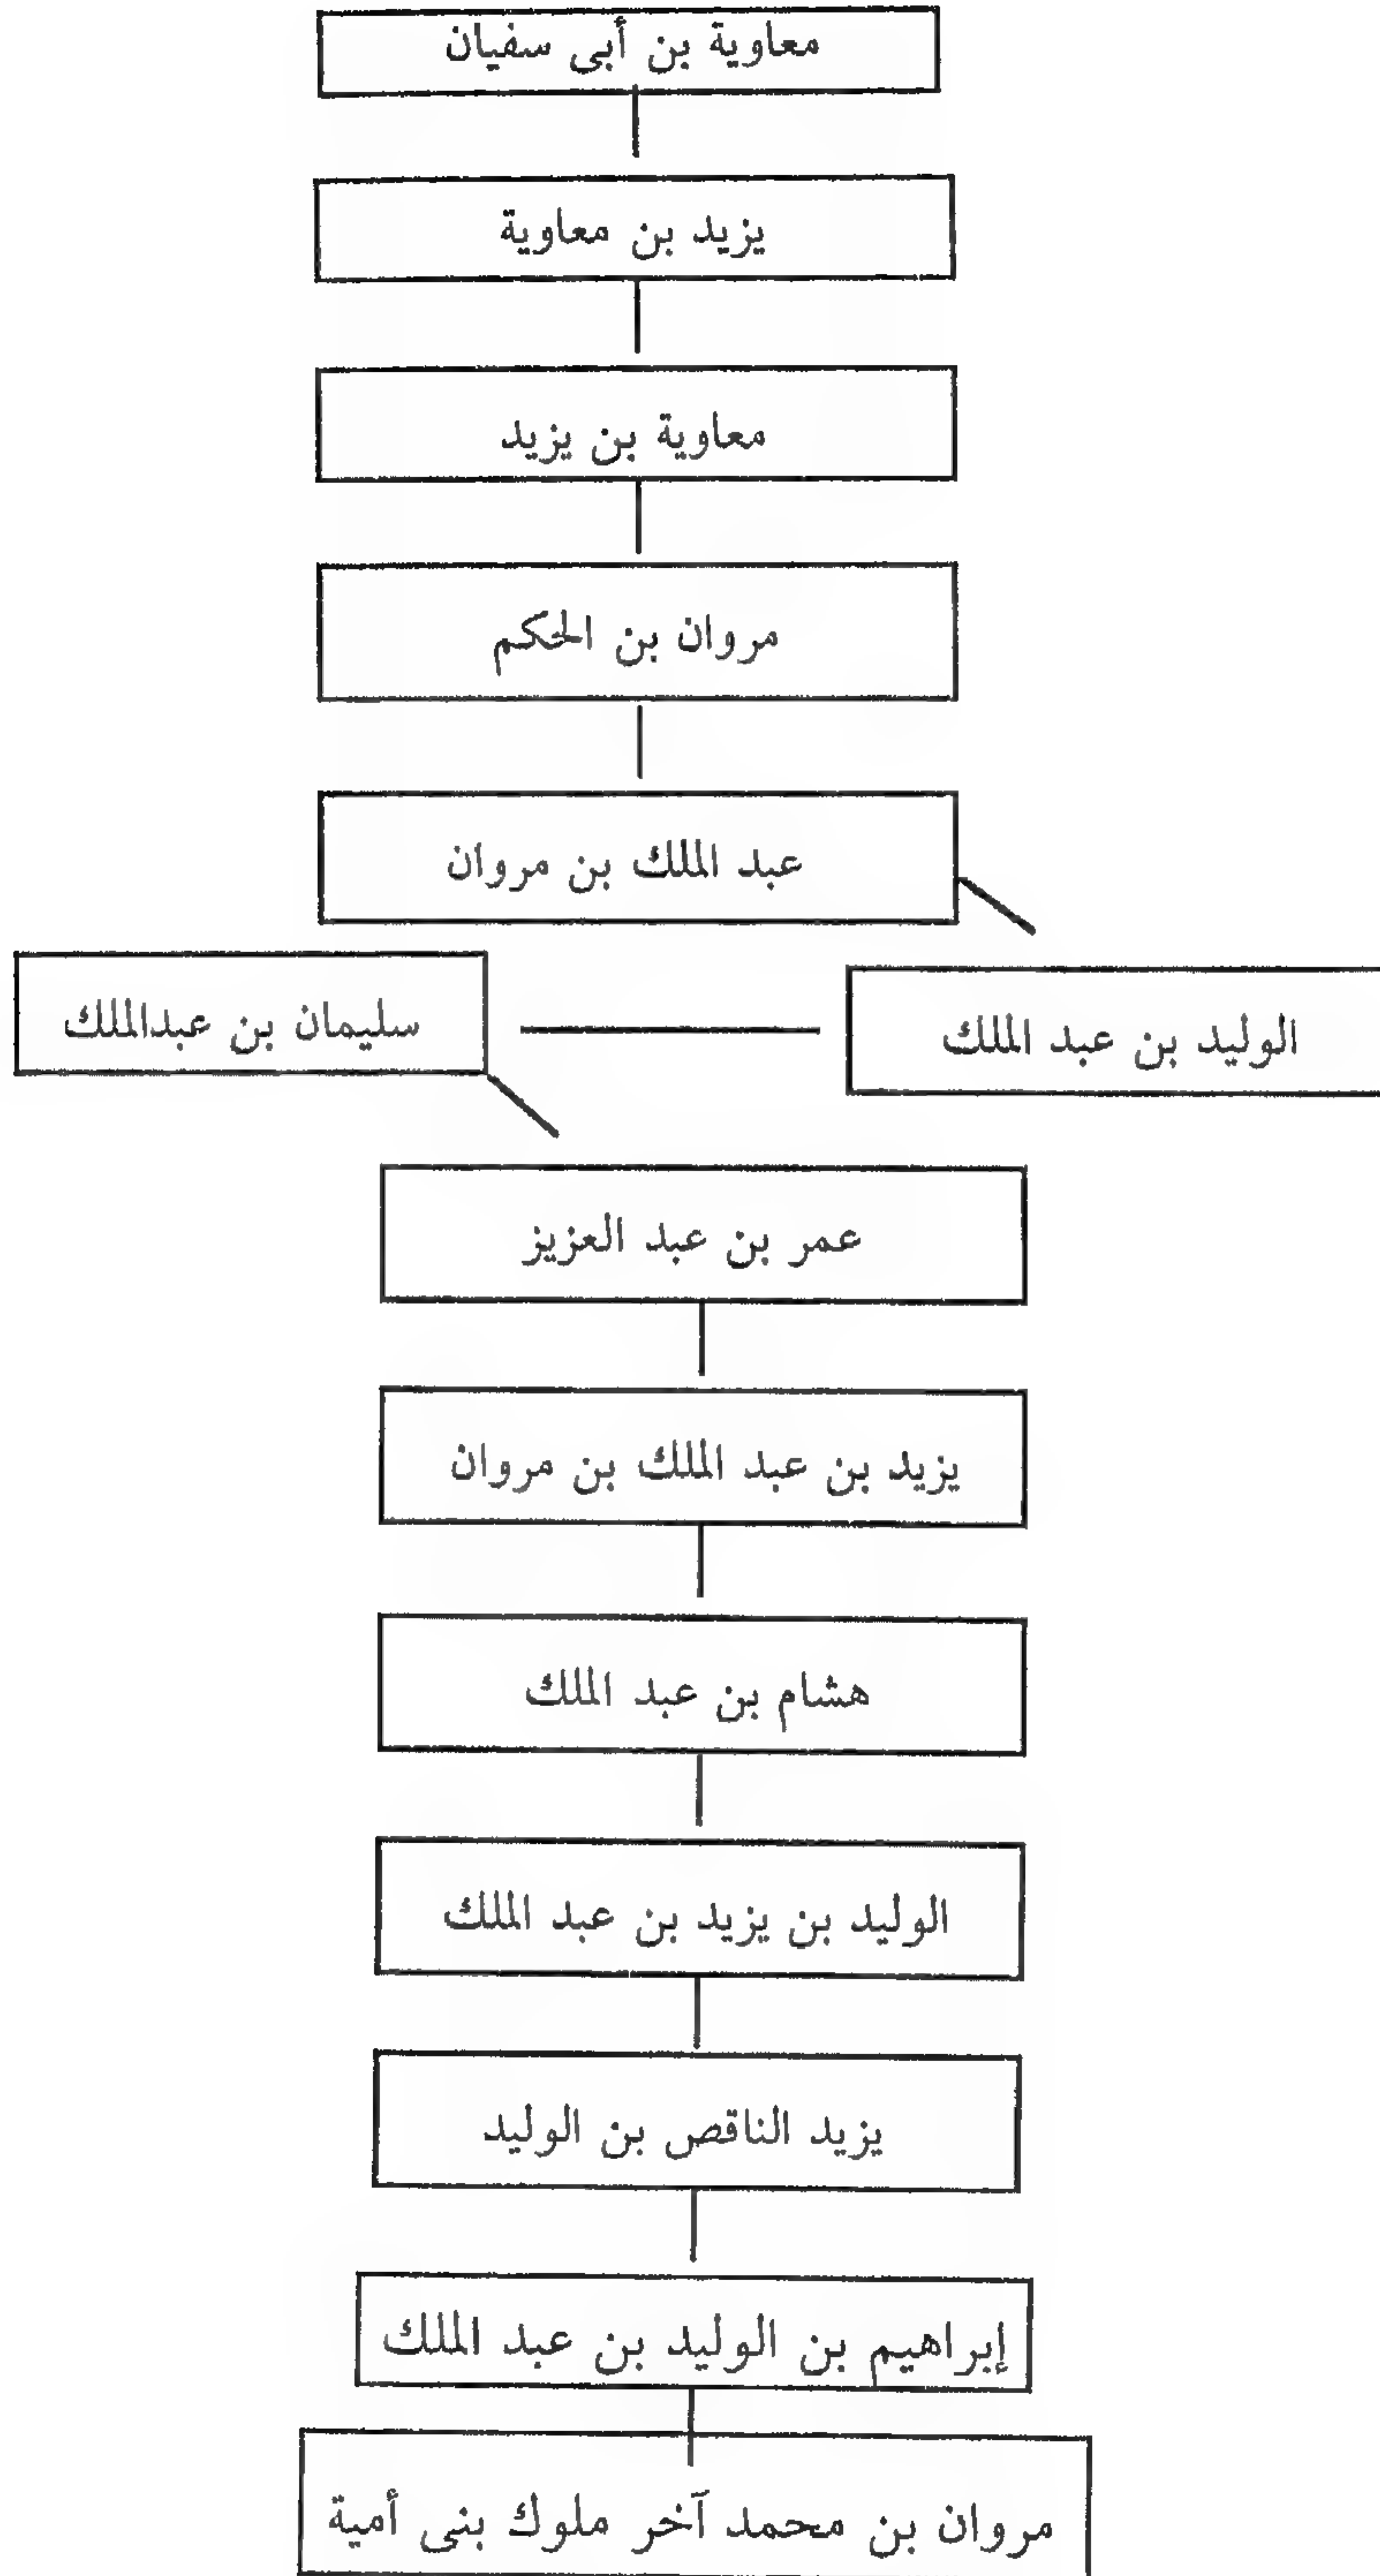 معاوية بن أبى سفيان
يزيد بن معاوية
معاوية بن يزيد
مروان بن الحكم
عبد الملك بن مروان
الوليد بن عبد الملك
سليمان بن عبدالملك
عمر بن عبد العزيز
يزيد بن عبد الملك بن مروان
هشام بن عبد الملك
الوليد بن يزيد بن عبد الملك
يزيد الناقص بن الوليد
إبراهيم بن الوليد بن عبد الملك
مروان بن محمد آخر ملوك بنى أمية